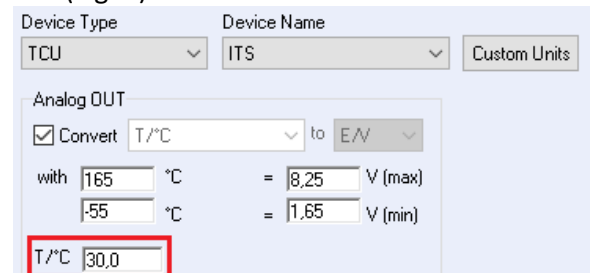 Device Type Device Name
TCU ITS Custom Units
Analog OUT
Convert T/°C to E/V
with 165 °C = 8,25 V (max)
-55 °C = 1,65 V (min)
T/°C 30,0